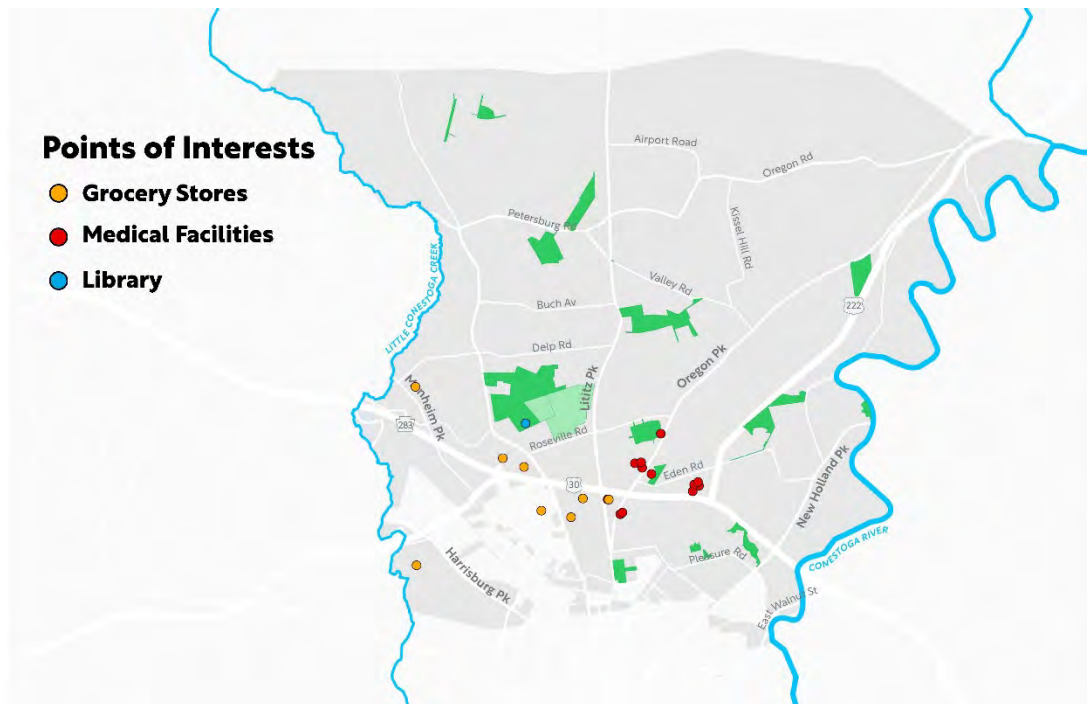 Points of Interests
Grocery Stores
Medical Facilities
Library
Airport Road
Oregon Rd
Petersburg Rd
Kissel Hill Rd
Valley Rd
LITTLE CONESTOGA CREEK
Buch Av
222
Delp Rd
Oregon Pk
Lititz Pk
Manheim Pk
283
Roseville Rd
Eden Rd
30
New Holland Pk
CONESTOGA RIVER
Pleasure Rd
Harrisburg Pk
East Walnut St